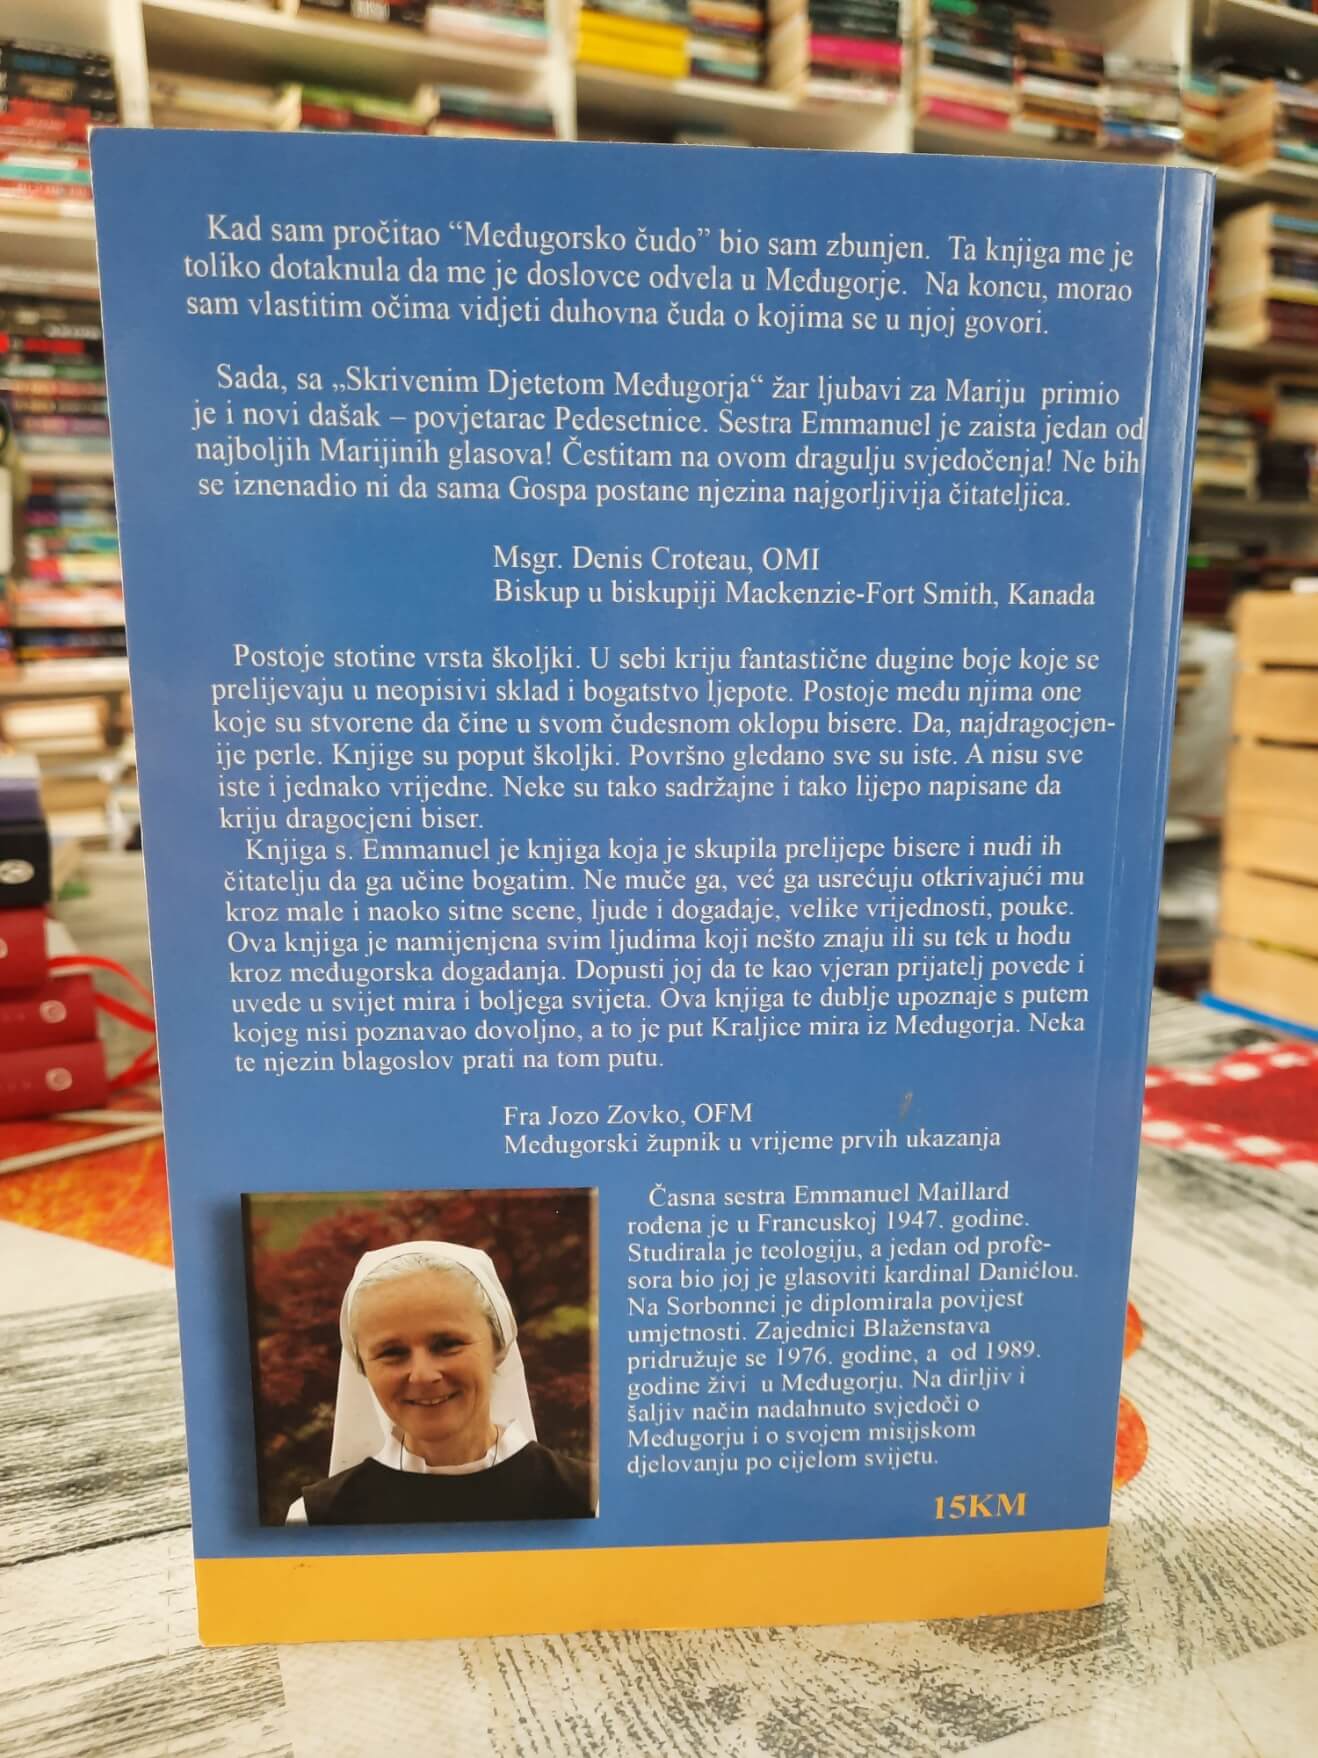 Kad sam pročitao “Međugorsko čudo” bio sam zbunjen. Ta knjiga me je
toliko dotaknula da me je doslovce odvela u Međugorje. Na koncu, morao
sam vlastitim očima vidjeti duhovna čuda o kojima se u njoj govori.
Sada, sa „Skrivenim Djetetom Međugorja“ žar ljubavi za Mariju primio
je i novi dašak – povjetarac Pedesetnice. Sestra Emmanuel je zaista jedan od
najboljih Marijinih glasova! Čestitam na ovom dragulju svjedočenja! Ne bih
se iznenadio ni da sama Gospa postane njezina najgorljivija čitateljica.
Msgr. Denis Croteau, OMI
Biskup u biskupiji Mackenzie-Fort Smith, Kanada
Postoje stotine vrsta školjki. U sebi kriju fantastične dugine boje koje se
prelijevaju u neopisivi sklad i bogatstvo ljepote. Postoje među njima one
koje su stvorene da čine u svom čudesnom oklopu bisere. Da, najdragocjen-
ije perle. Knjige su poput školjki. Površno gledano sve su iste. A nisu sve
iste i jednako vrijedne. Neke su tako sadržajne i tako lijepo napisane da
kriju dragocjeni biser.
Knjiga s. Emmanuel je knjiga koja je skupila prelijepe bisere i nudi ih
čitatelju da ga učine bogatim. Ne muče ga, već ga usrećuju otkrivajući mu
kroz male i naoko sitne scene, ljude i događaje, velike vrijednosti, pouke.
Ova knjiga je namijenjena svim ljudima koji nešto znaju ili su tek u hodu
kroz međugorska događanja. Dopusti joj da te kao vjeran prijatelj povede i
uvede u svijet mira i boljega svijeta. Ova knjiga te dublje upoznaje s putem
kojeg nisi poznavao dovoljno, a to je put Kraljice mira iz Međugorja. Neka
te njezin blagoslov prati na tom putu.
Fra Jozo Zovko, OFM
Međugorski župnik u vrijeme prvih ukazanja
Časna sestra Emmanuel Maillard
rođena je u Francuskoj 1947. godine.
Studirala je teologiju, a jedan od profe-
sora bio joj je glasoviti kardinal Daniélou.
Na Sorbonnei je diplomirala povijest
umjetnosti. Zajednici Blaženstava
pridružuje se 1976. godine, a od 1989.
godine živi u Međugorju. Na dirljiv i
šaljiv način nadahnuto svjedoči o
Međugorju i o svojem misijskom
djelovanju po cijelom svijetu.
15KM